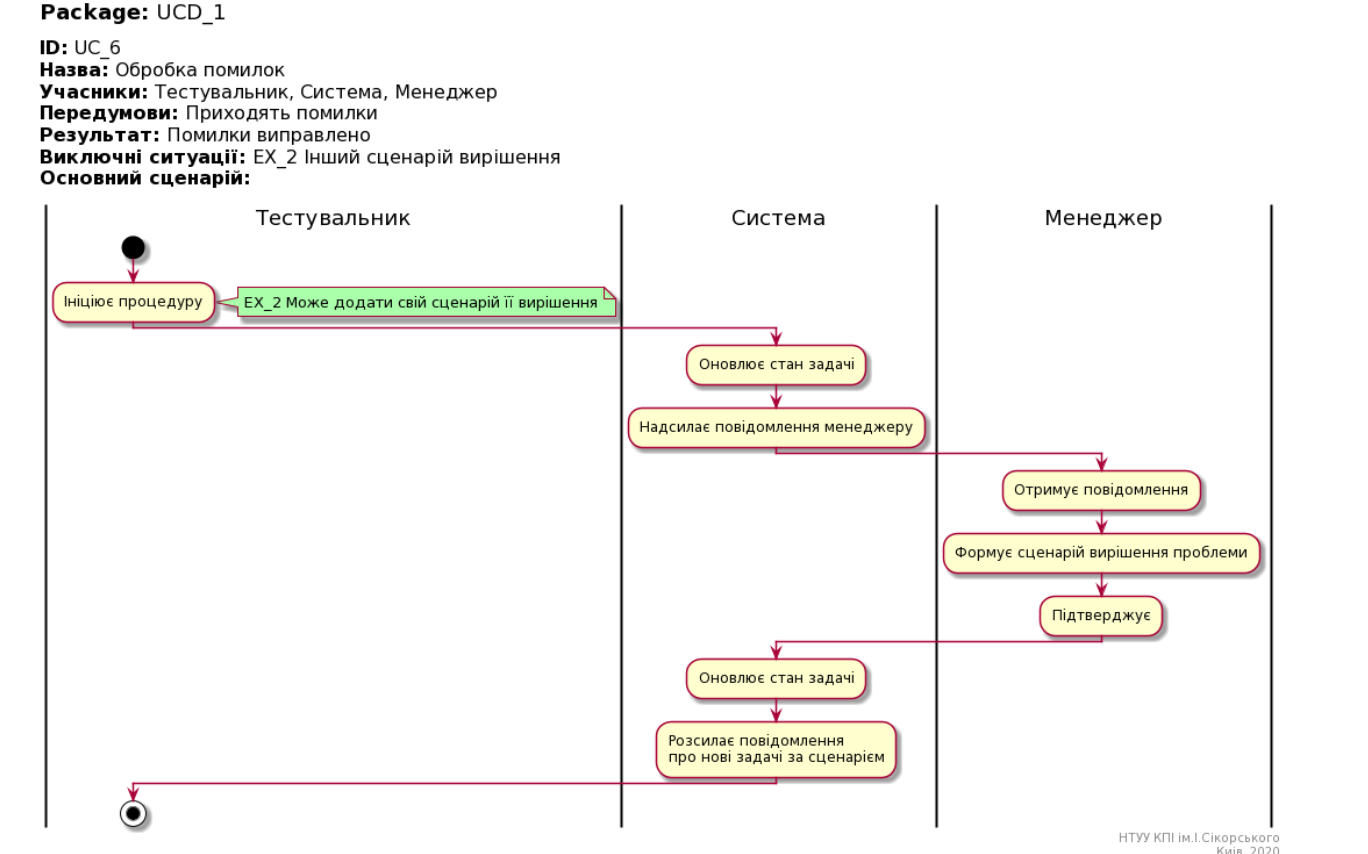 Package: UCD_1
ID: UC_6
Назва: Обробка помилок
Учасники: Тестувальник, Система, Менеджер
Передумови: Приходять помилки
Результат: Помилки виправлено
Виключні ситуації: EX_2 Інший сценарій вирішення
Основний сценарій:
Тестувальник
Система
Менеджер
Ініціює процедуру
EX_2 Може додати свій сценарій її вирішення
Оновлює стан задачі
Надсилає повідомлення менеджеру
Отримує повідомлення
Формує сценарій вирішення проблеми
Підтверджує
Оновлює стан задачі
Розсилає повідомлення
про нові задачі за сценарієм
НТУУ КПІ ім.І.Сікорського
Київ, 2020